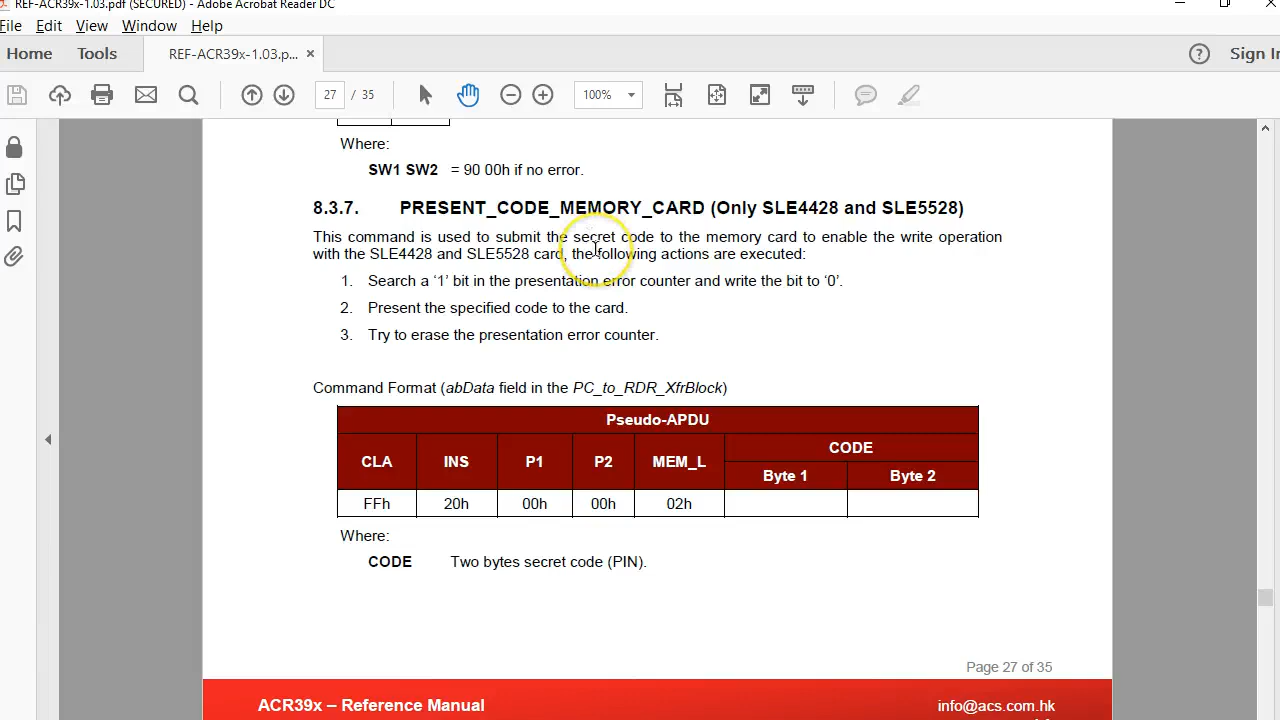 REF-ACR39x-1.03.pdf (SECURED) - Adobe Acrobat Reader DC
File Edit View Window Help
Home Tools REF-ACR39x-1.03.p... × ? Sign In
27 / 35 100%
Where:
SW1 SW2 = 90 00h if no error.
8.3.7. PRESENT_CODE_MEMORY_CARD (Only SLE4428 and SLE5528)
This command is used to submit the secret code to the memory card to enable the write operation
with the SLE4428 and SLE5528 card, the following actions are executed:
1. Search a ‘1’ bit in the presentation error counter and write the bit to ‘0’.
2. Present the specified code to the card.
3. Try to erase the presentation error counter.
Command Format (abData field in the PC_to_RDR_XfrBlock)
Pseudo-APDU
CLA INS P1 P2 MEM_L CODE
Byte 1 Byte 2
FFh 20h 00h 00h 02h
Where:
CODE Two bytes secret code (PIN).
Page 27 of 35
ACR39x – Reference Manual info@acs.com.hk